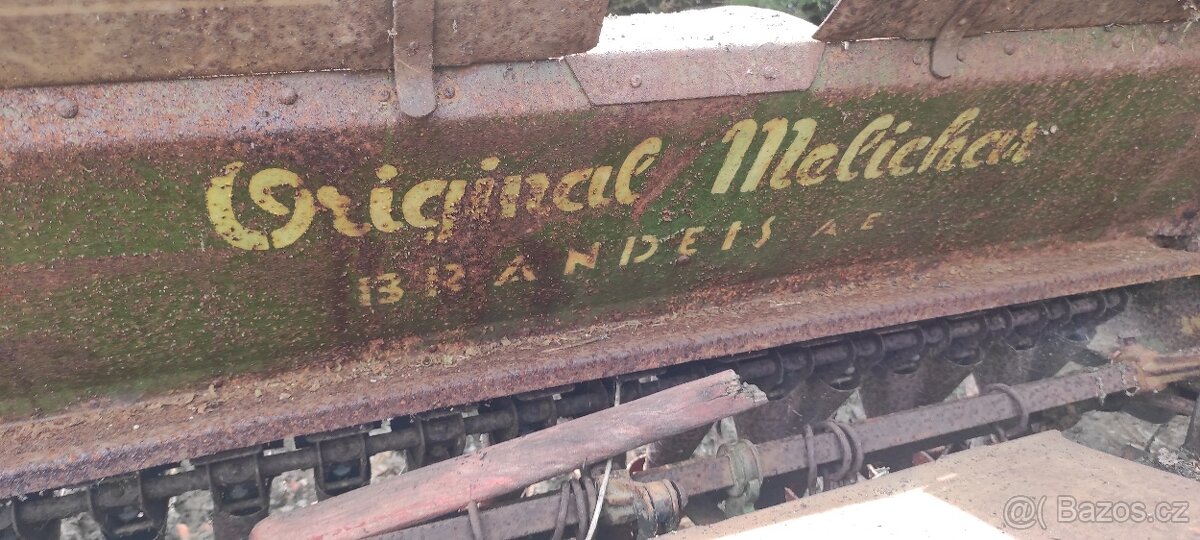 Original Melichar
BRANDEIS A E
@( Bazos.cz